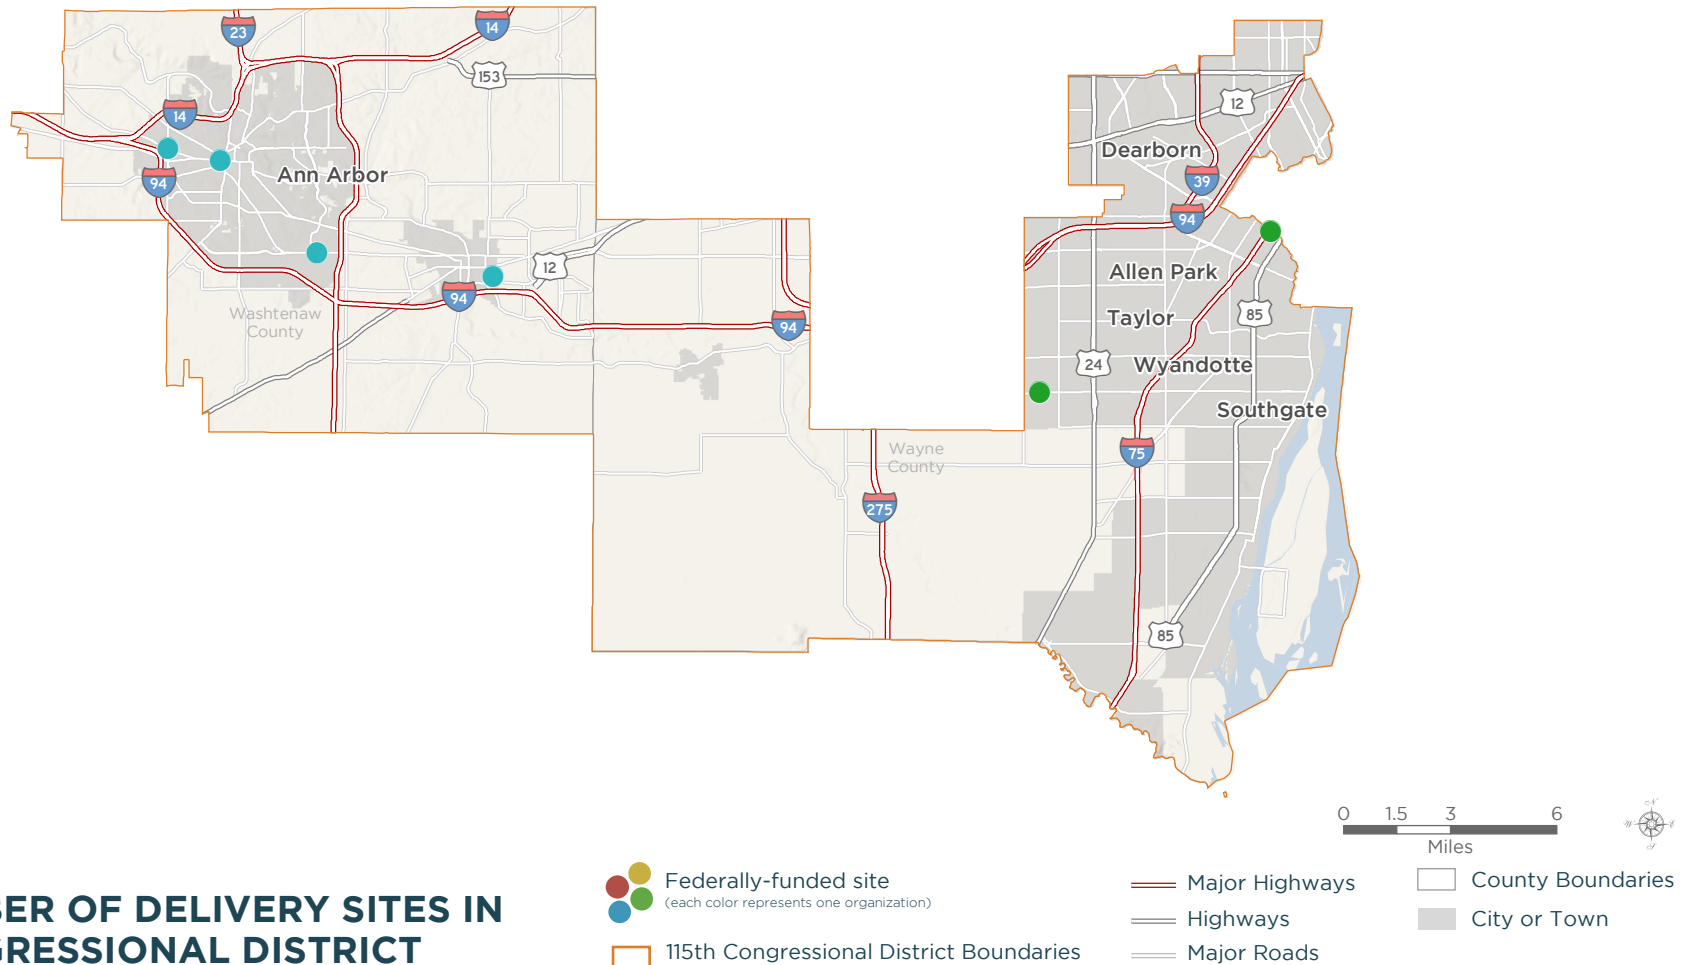 23
14
153
14
12
Dearborn
Ann Arbor
94
39
94
Allen Park
12
94
Washtenaw
County
94
Taylor
85
24
Wyandotte
Southgate
Wayne
County
75
275
85
0 1.5 3 6
Miles
N
W E
S
BER OF DELIVERY SITES IN
GRESSIONAL DISTRICT
Federally-funded site
(each color represents one organization)
115th Congressional District Boundaries
Major Highways
Highways
Major Roads
County Boundaries
City or Town